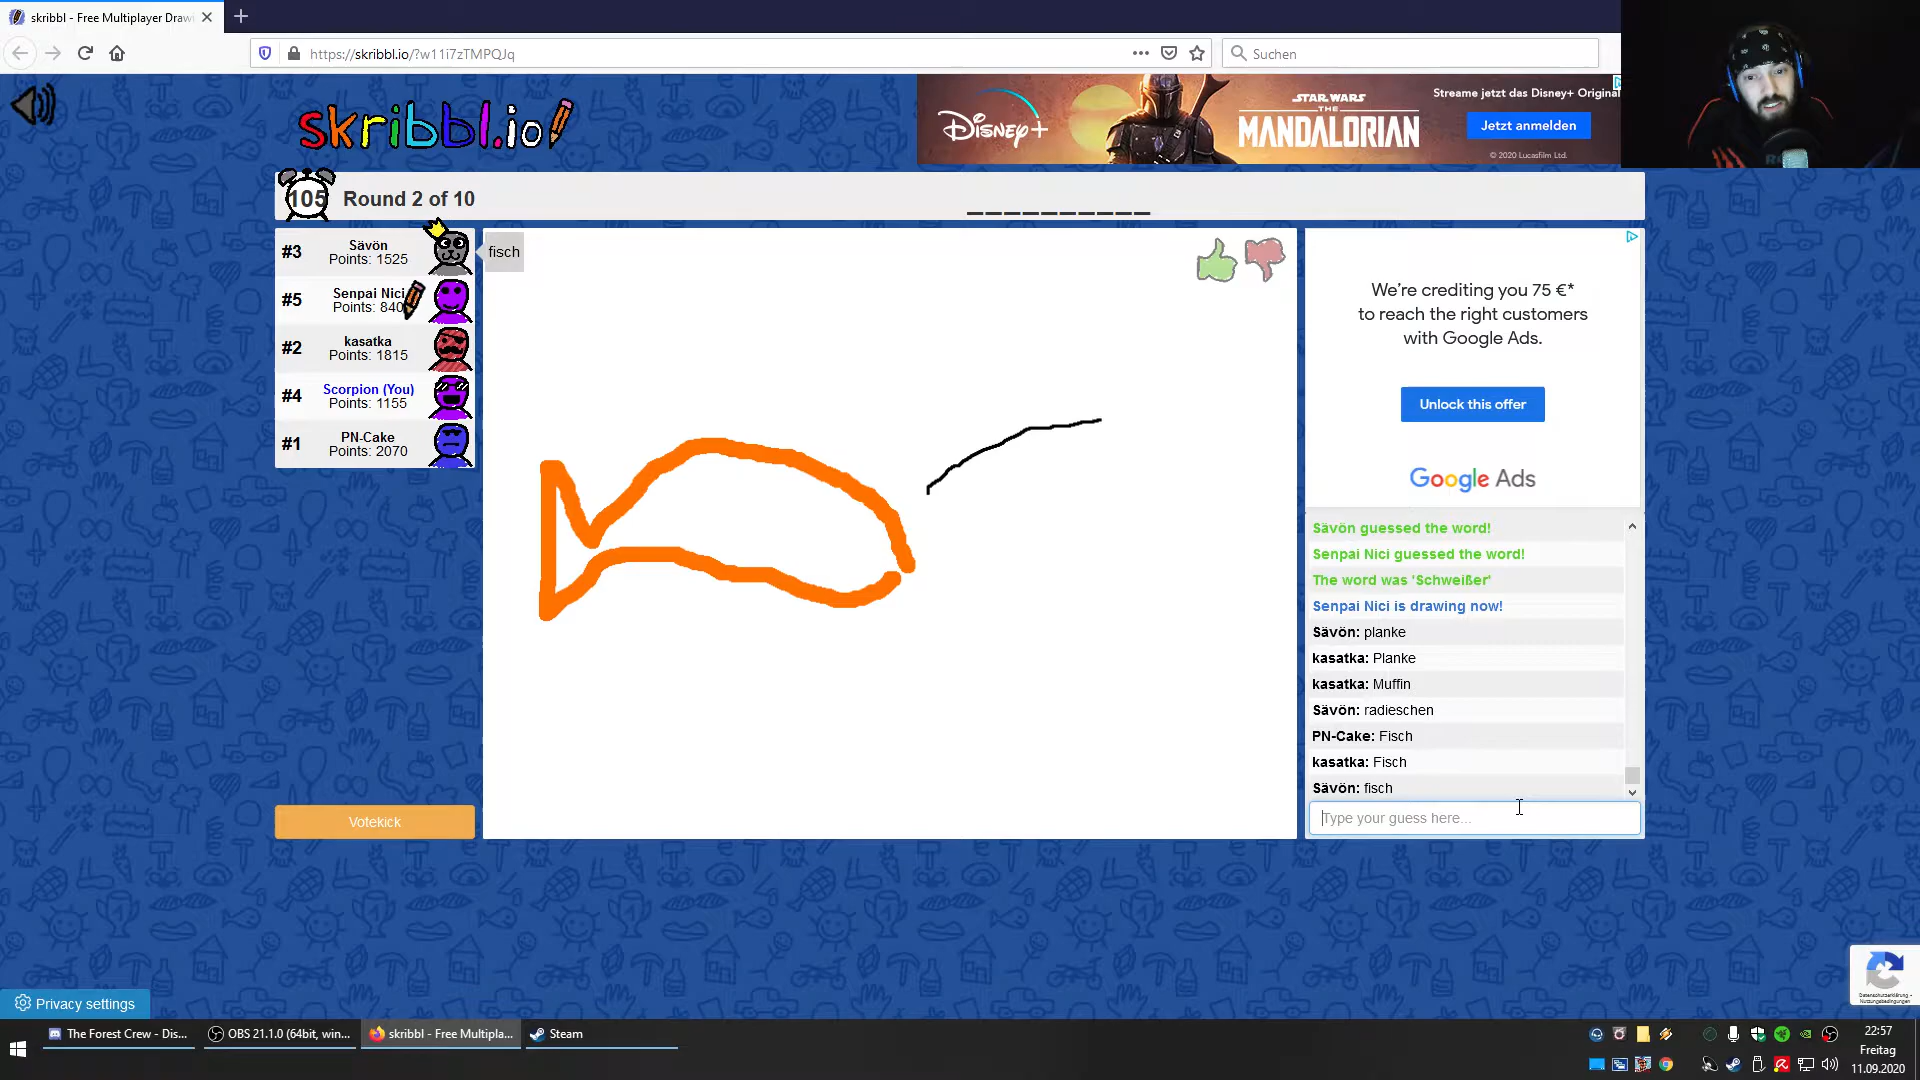 skribbl - Free Multiplayer Drawi
https://skribbl.io/?w11i7zTMPQJq
Suchen
skribbl.io
Disney+
STAR WARS
THE
MANDALORIAN
Streame jetzt das Disney+ Original
Jetzt anmelden
© 2020 Lucasfilm Ltd.
105
Round 2 of 10
__________
#3
Sävön
Points: 1525
fisch
#5
Senpai Nici
Points: 840
#2
kasatka
Points: 1815
#4
Scorpion (You)
Points: 1155
#1
PN-Cake
Points: 2070
Votekick
We're crediting you 75 €*
to reach the right customers
with Google Ads.
Unlock this offer
Google Ads
Sävön guessed the word!
Senpai Nici guessed the word!
The word was 'Schweißer'
Senpai Nici is drawing now!
Sävön: planke
kasatka: Planke
kasatka: Muffin
Sävön: radieschen
PN-Cake: Fisch
kasatka: Fisch
Sävön: fisch
Type your guess here...
Datenschutzerklärung -
Nutzungsbedingungen
Privacy settings
The Forest Crew - Dis...
OBS 21.1.0 (64bit, win...
skribbl - Free Multipla...
Steam
22:57
Freitag
11.09.2020